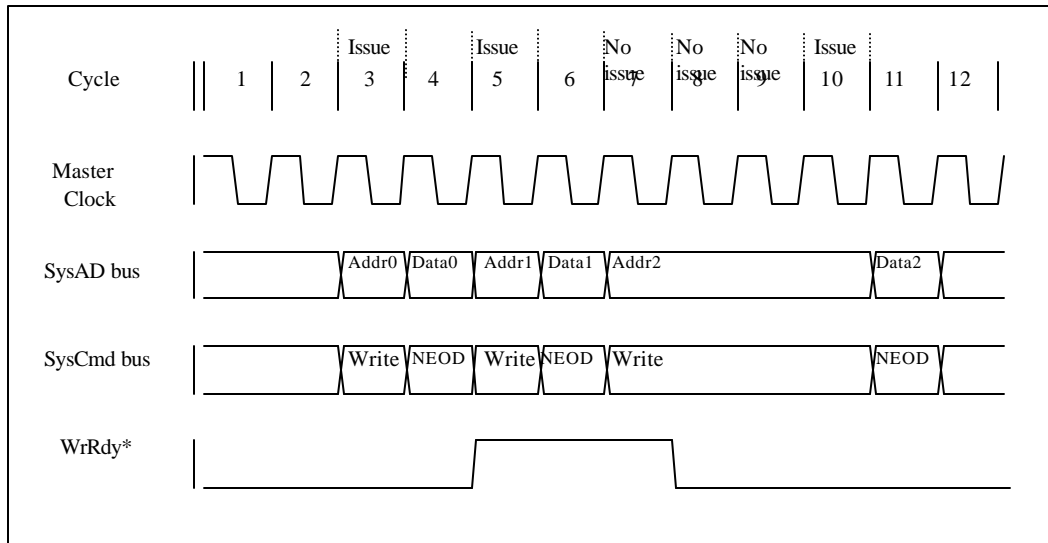 Issue Issue No issue No issue No issue Issue
Cycle 1 2 3 4 5 6 7 8 9 10 11 12
Master Clock
SysAD bus Addr0 Data0 Addr1 Data1 Addr2 Data2
SysCmd bus Write NEOD Write NEOD Write NEOD
WrRdy*